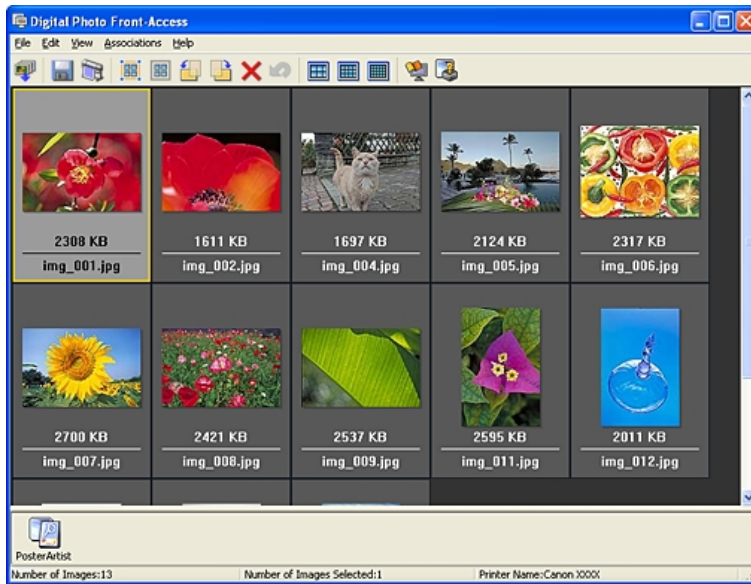 Digital Photo Front-Access
File Edit View Associations Help
2308 KB 1611 KB 1697 KB 2124 KB 2317 KB
img_001.jpg img_002.jpg img_004.jpg img_005.jpg img_006.jpg
2700 KB 2421 KB 2537 KB 2595 KB 2011 KB
img_007.jpg img_008.jpg img_009.jpg img_011.jpg img_012.jpg
PosterArtist
Number of Images:13 Number of Images Selected:1 Printer Name:Canon XXXX